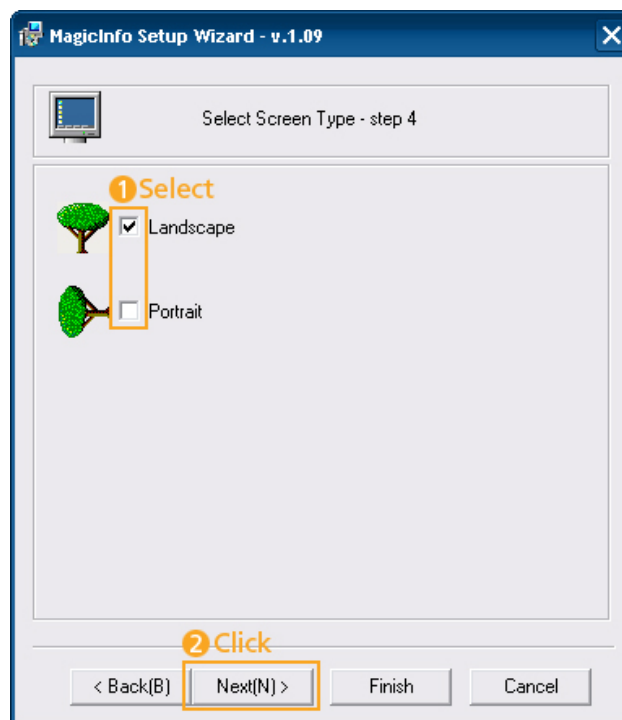 MagicInfo Setup Wizard - v.1.09
Select Screen Type - step 4
1 Select
Landscape
Portrait
2 Click
< Back(B) Next(N) > Finish Cancel